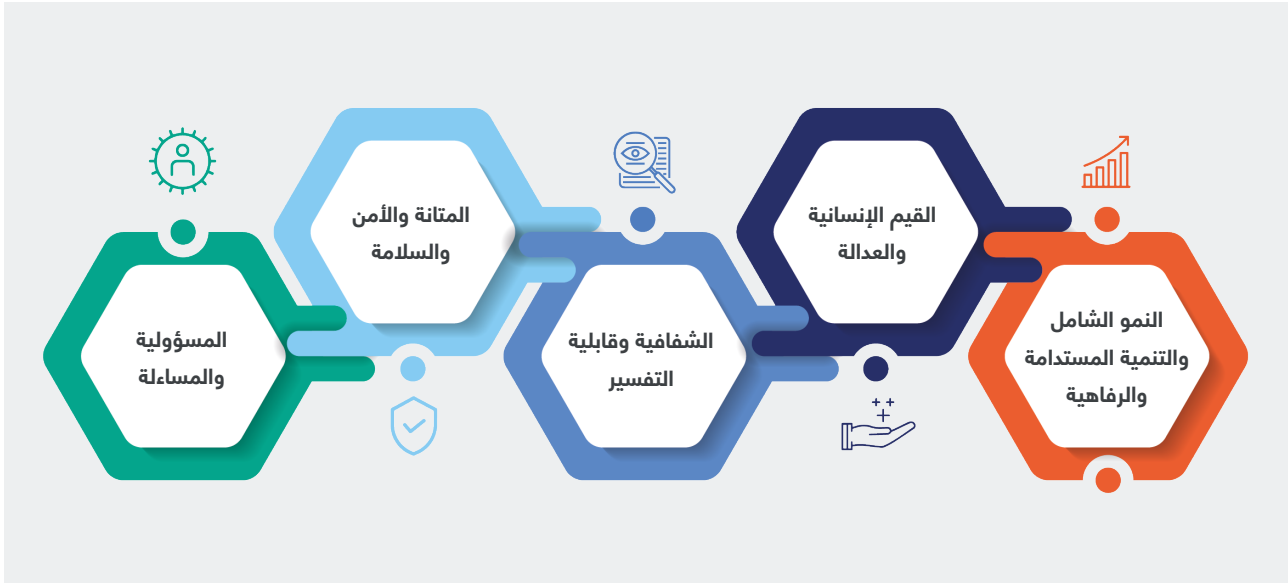 النمو الشامل
والتنمية المستدامة
والرفاهية
القيم الإنسانية
والعدالة
الشفافية وقابلية
التفسير
المتانة والأمن
والسلامة
المسؤولية
والمساءلة